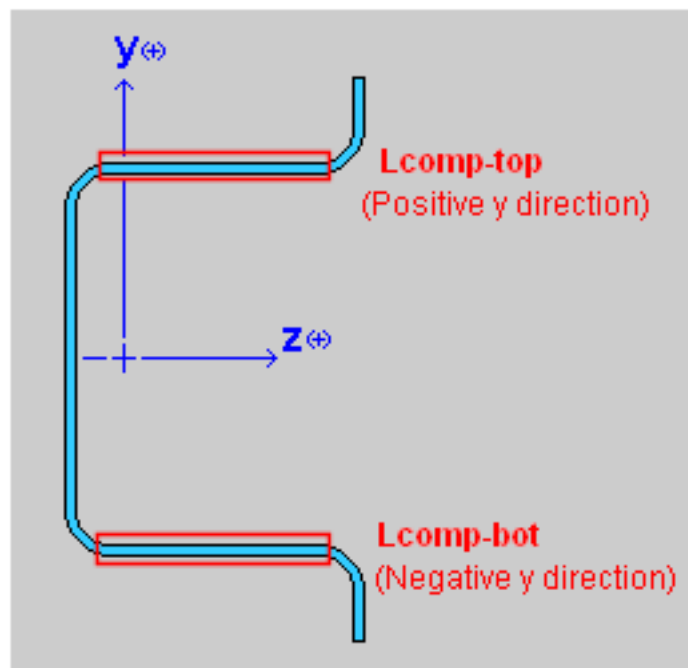 y(+)
Lcomp-top
(Positive y direction)
z(+)
Lcomp-bot
(Negative y direction)